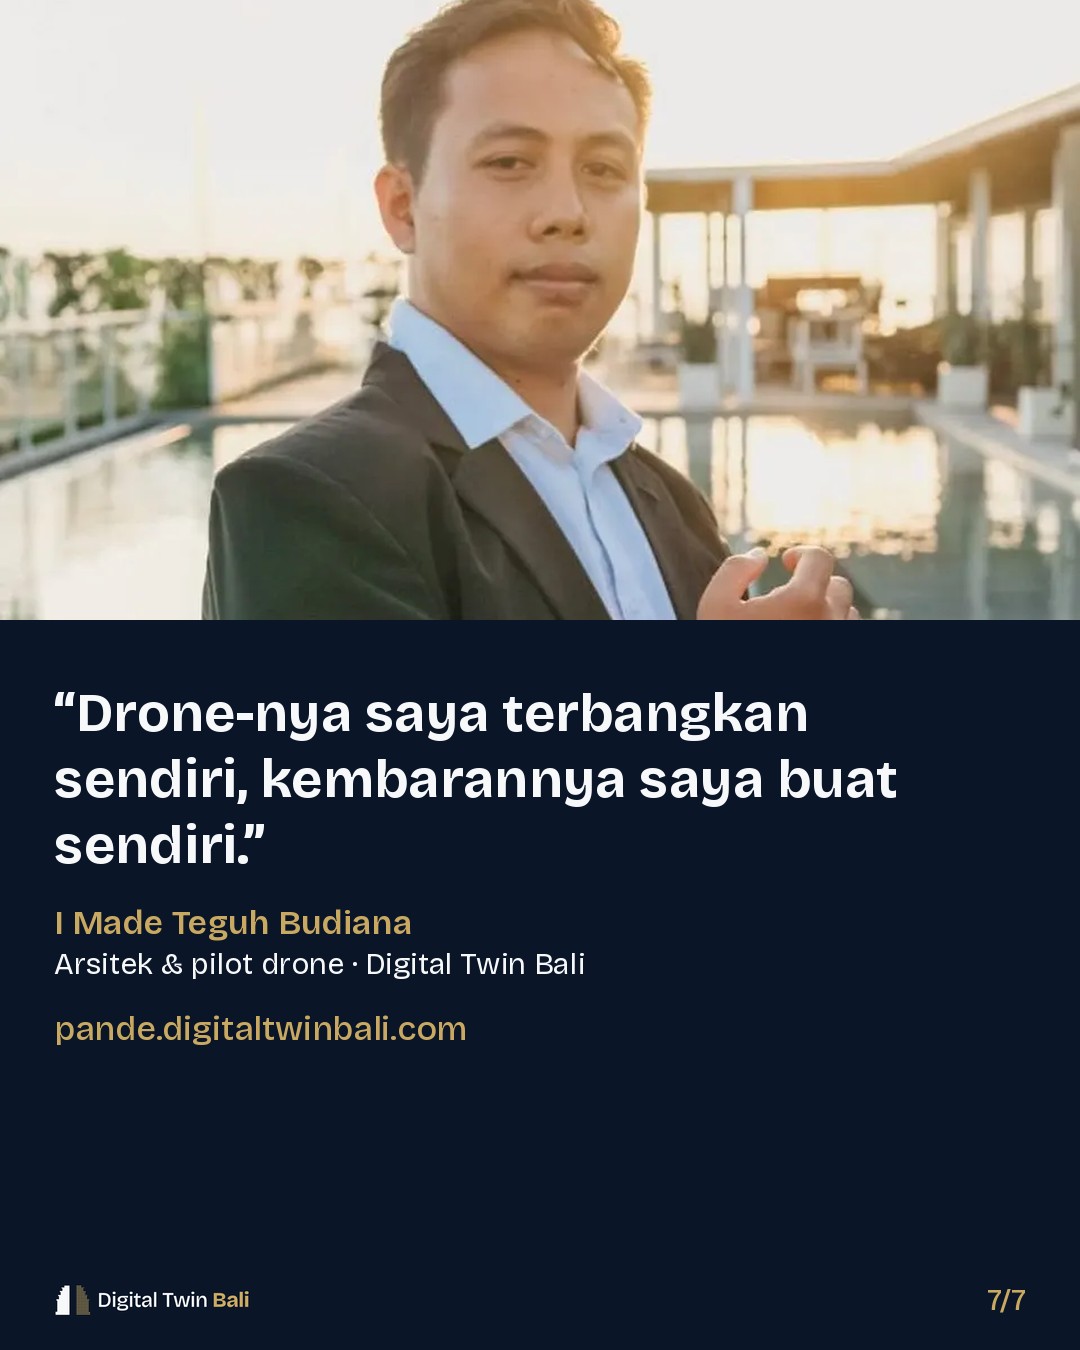 “Drone-nya saya terbangkan
sendiri, kembarannya saya buat
sendiri.”
I Made Teguh Budiana
Arsitek & pilot drone · Digital Twin Bali
pande.digitaltwinbali.com
Digital Twin Bali
7/7